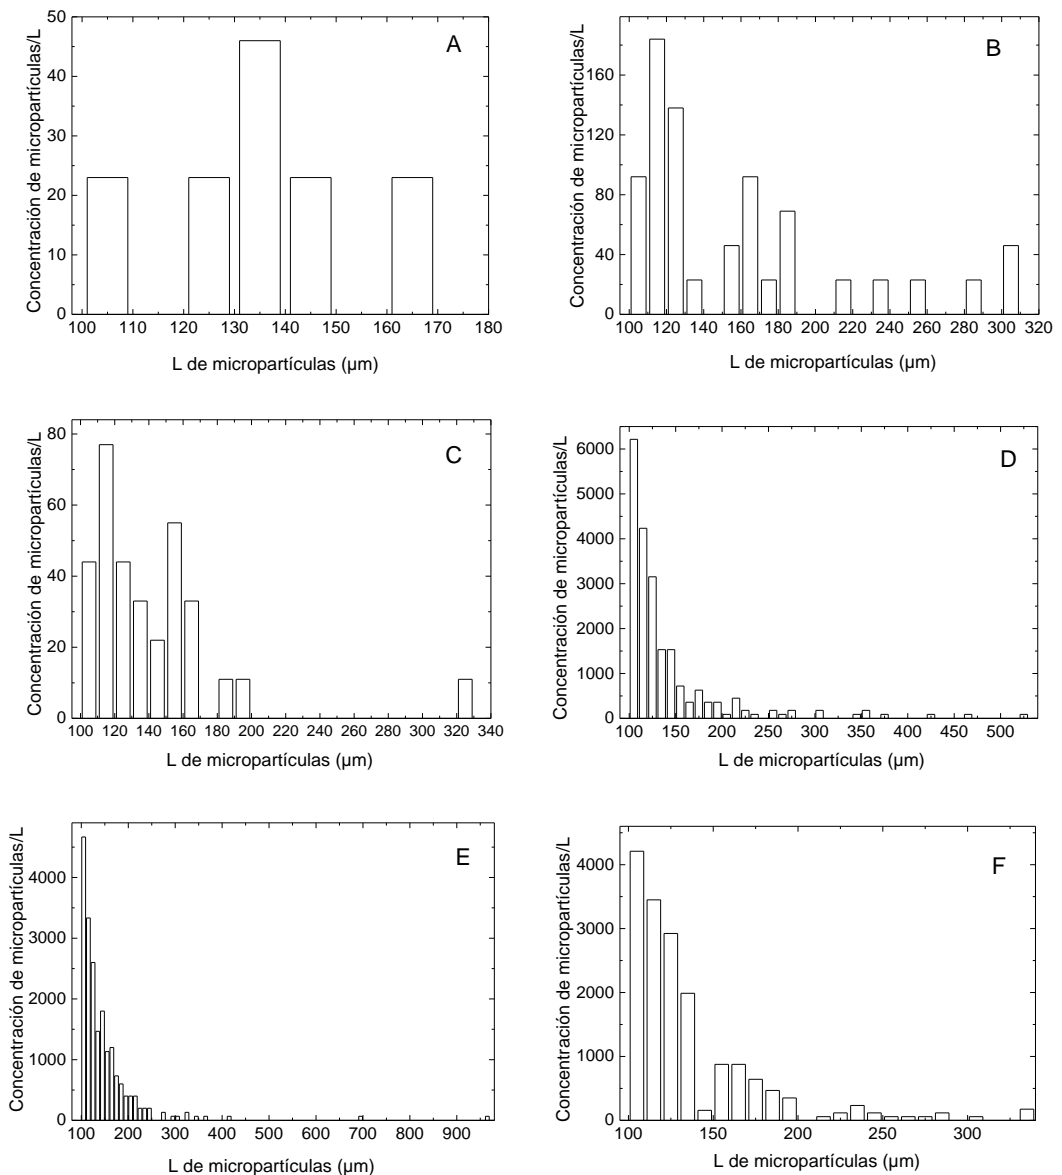 A
Concentración de micropartículas/L
50
40
30
20
10
0
100 110 120 130 140 150 160 170 180
L de micropartículas (µm)
B
Concentración de micropartículas/L
160
120
80
40
0
100 120 140 160 180 200 220 240 260 280 300 320
L de micropartículas (µm)
C
Concentración de micropartículas/L
80
60
40
20
0
100 120 140 160 180 200 220 240 260 280 300 320 340
L de micropartículas (µm)
D
Concentración de micropartículas/L
6000
5000
4000
3000
2000
1000
0
100 150 200 250 300 350 400 450 500
L de micropartículas (µm)
E
Concentración de micropartículas/L
4000
3000
2000
1000
0
100 200 300 400 500 600 700 800 900
L de micropartículas (µm)
F
Concentración de micropartículas/L
4000
3000
2000
1000
0
100 150 200 250 300
L de micropartículas (µm)